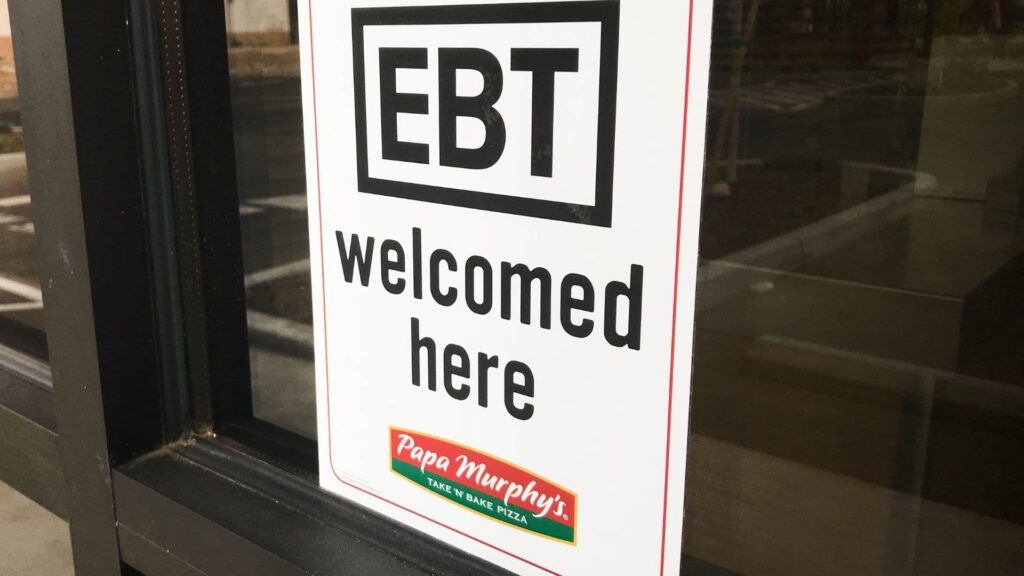 EBT
welcomed
here
Papa Murphy's®
TAKE 'N' BAKE PIZZA